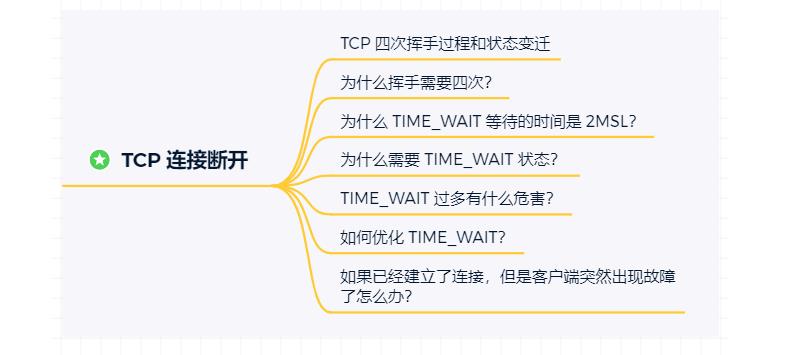 TCP 四次挥手过程和状态变迁
为什么挥手需要四次？
为什么 TIME_WAIT 等待的时间是 2MSL？
TCP 连接断开
为什么需要 TIME_WAIT 状态？
TIME_WAIT 过多有什么危害？
如何优化 TIME_WAIT？
如果已经建立了连接，但是客户端突然出现故障
了怎么办？